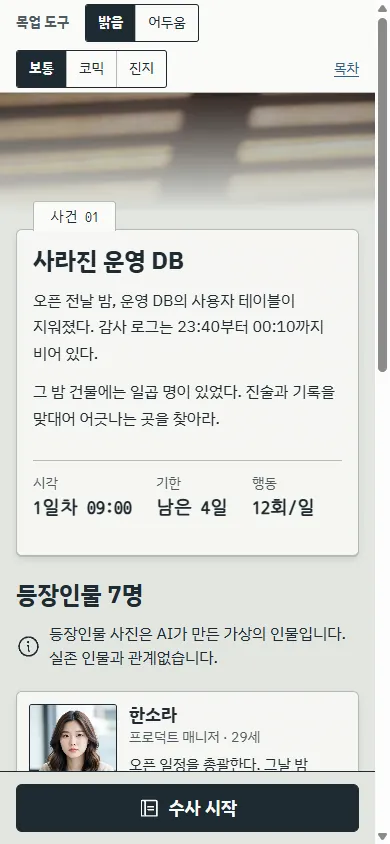 목업 도구
밝음
어두움
보통
코믹
진지
목차
사건 01
사라진 운영 DB
오픈 전날 밤, 운영 DB의 사용자 테이블이
지워졌다. 감사 로그는 23:40부터 00:10까지
비어 있다.
그 밤 건물에는 일곱 명이 있었다. 진술과 기록을
맞대어 어긋나는 곳을 찾아라.
시각
기한
행동
1일차 09:00
남은 4일
12회/일
등장인물 7명
등장인물 사진은 AI가 만든 가상의 인물입니다.
실존 인물과 관계없습니다.
한소라
프로덕트 매니저 · 29세
오픈 일정을 총괄한다. 그날 밤
수사 시작